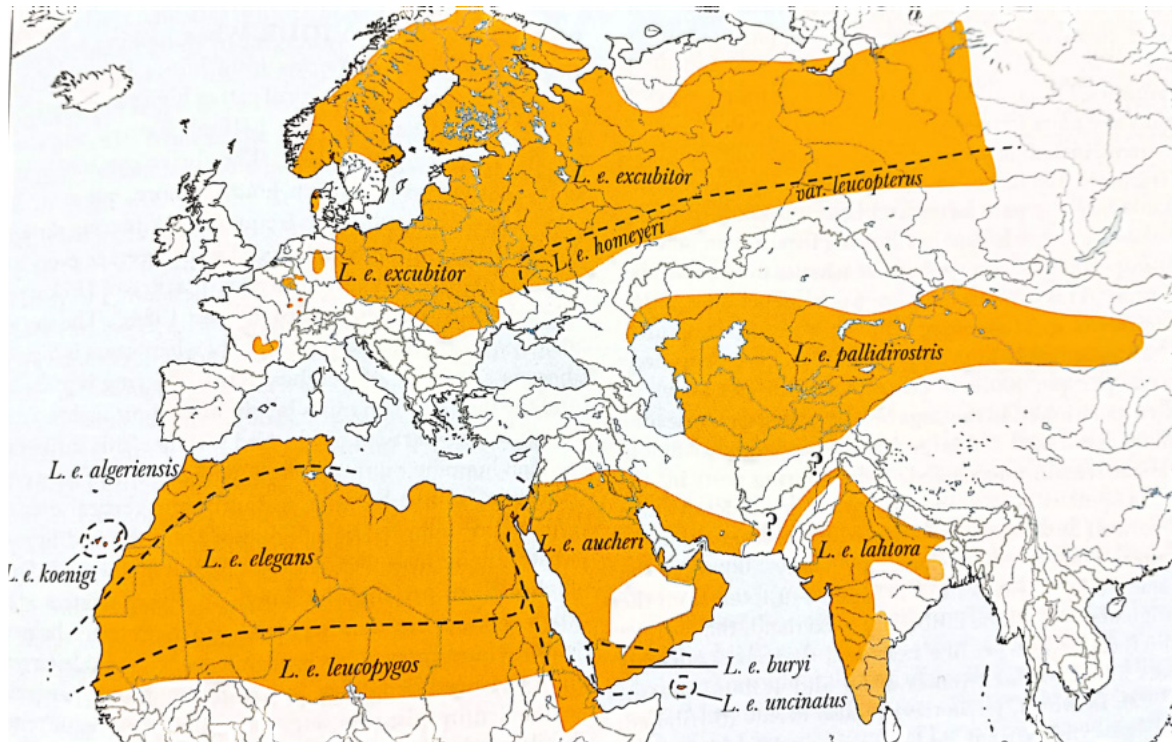 L. e. excubitor
var. leucopterus
L. e. homeyeri
L. e. excubitor
L. e. pallidirostris
L. e. algeriensis
?
?
L. e. elegans
L. e. aucheri
L. e. lahtora
L. e. koenigi
L. e. leucopygos
L. e. buryi
L. e. uncinatus